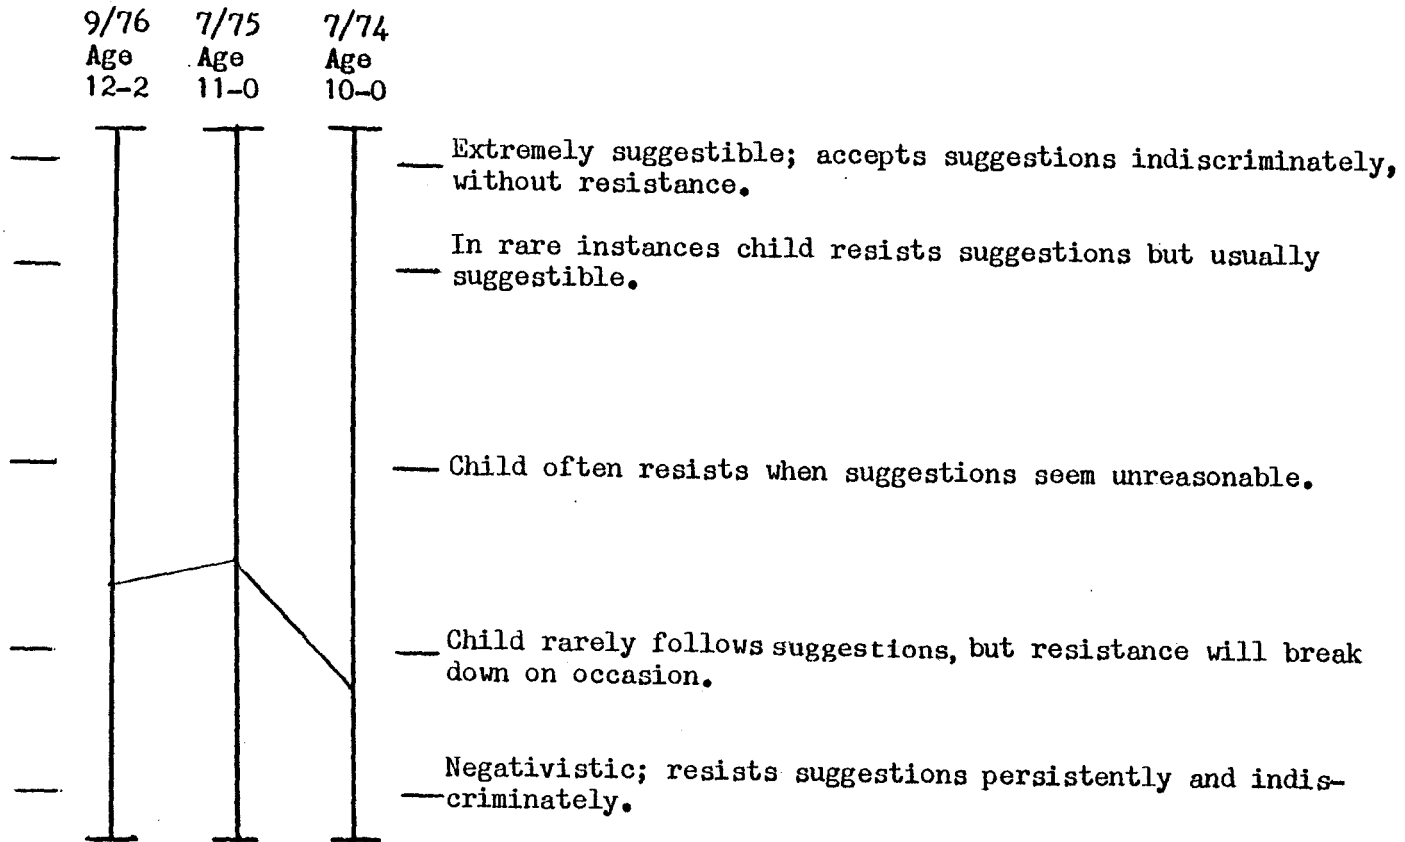 9/76 7/75 7/74
Age Age Age
12-2 11-0 10-0
Extremely suggestible; accepts suggestions indiscriminately,
without resistance.
In rare instances child resists suggestions but usually
suggestible.
Child often resists when suggestions seem unreasonable.
Child rarely follows suggestions, but resistance will break
down on occasion.
Negativistic; resists suggestions persistently and indis-
criminately.